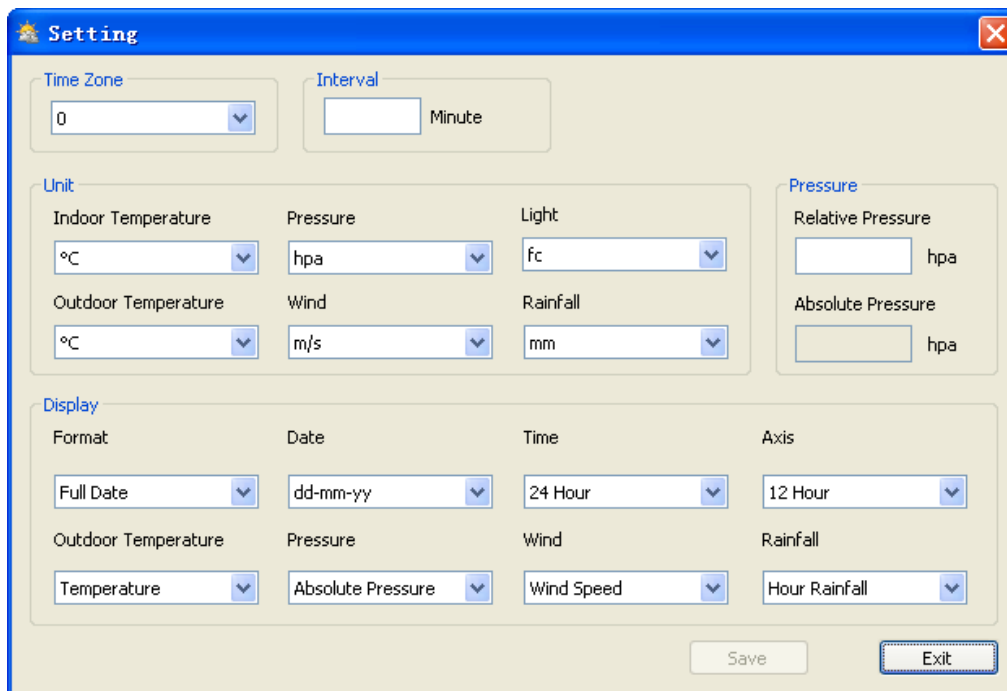 Setting
Time Zone
Interval
0
Minute
Unit
Pressure
Indoor Temperature
Pressure
Light
Relative Pressure
°C
hpa
fc
hpa
Outdoor Temperature
Wind
Rainfall
Absolute Pressure
°C
m/s
mm
hpa
Display
Format
Date
Time
Axis
Full Date
dd-mm-yy
24 Hour
12 Hour
Outdoor Temperature
Pressure
Wind
Rainfall
Temperature
Absolute Pressure
Wind Speed
Hour Rainfall
Save
Exit